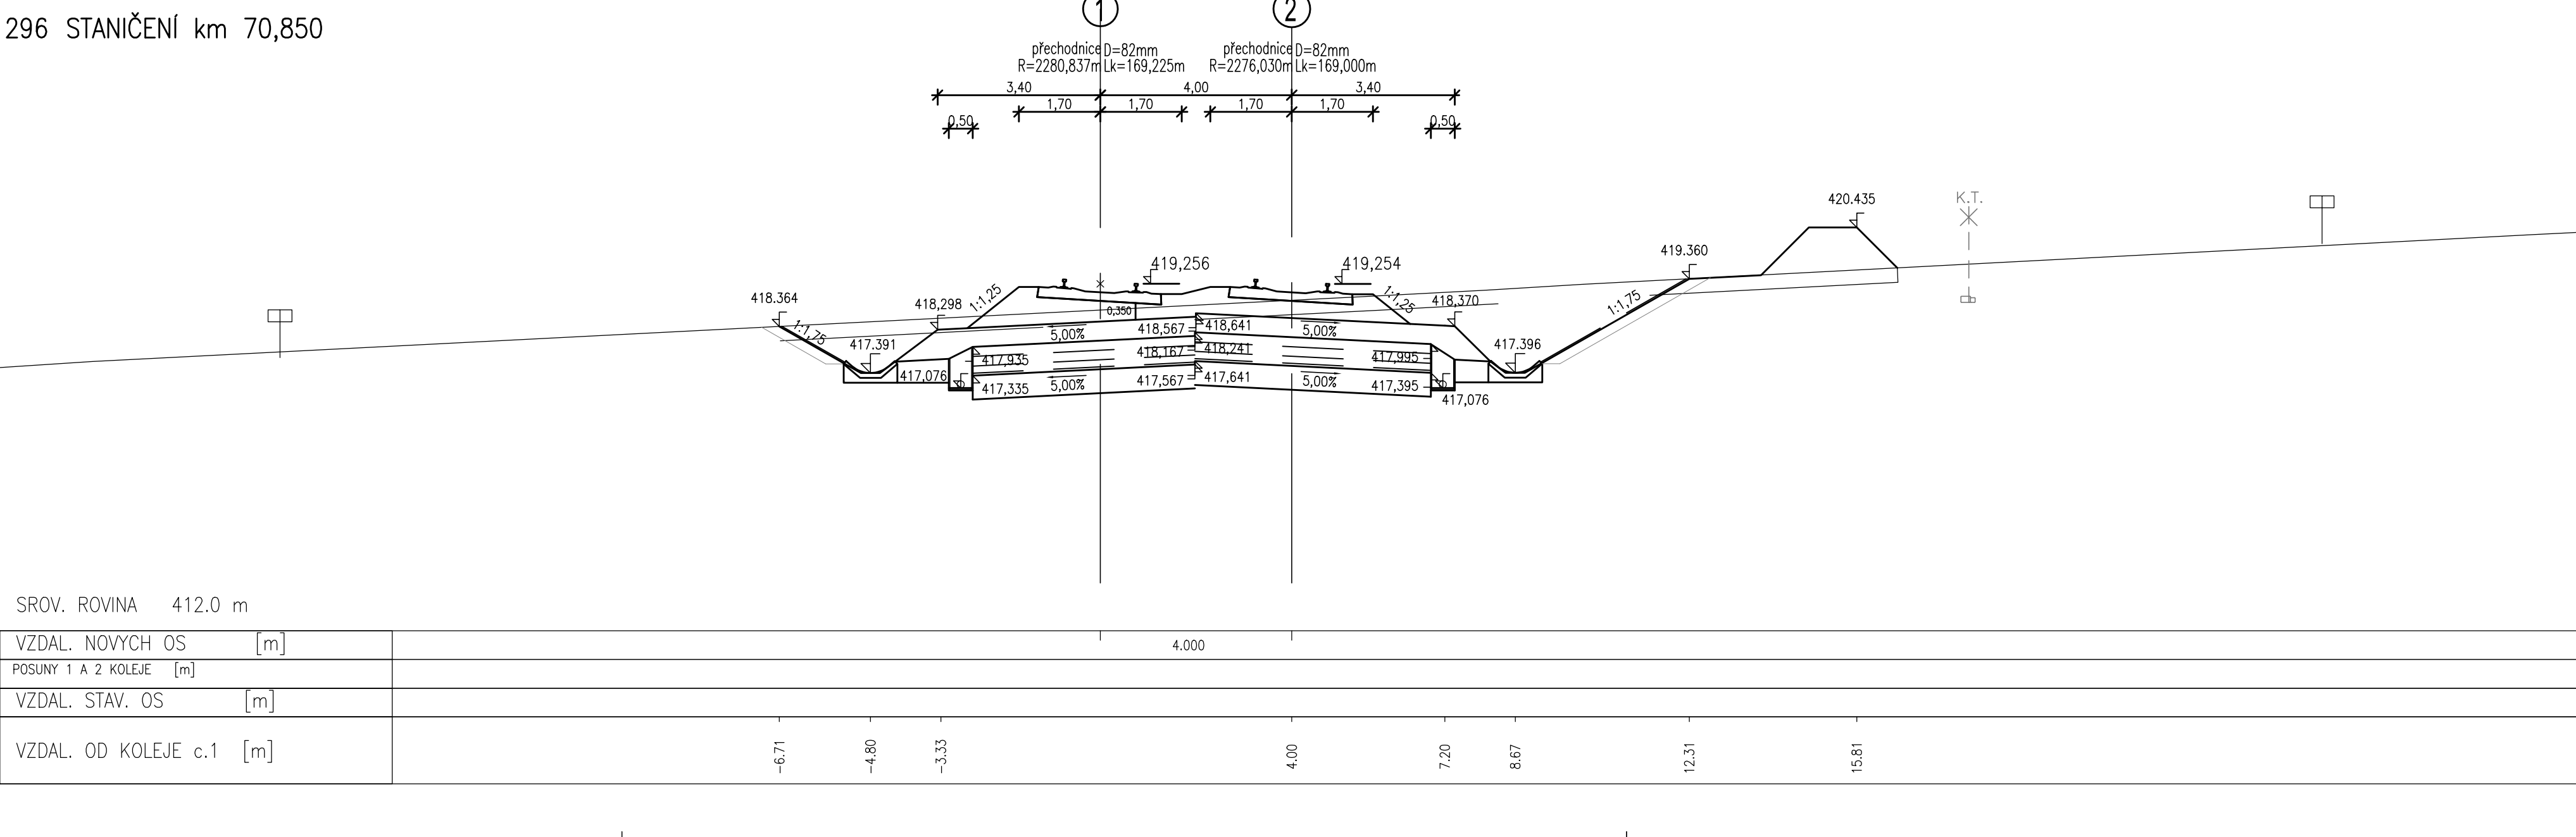 296 STANIČENÍ km 70,850
1 2
přechodnice D=82mm přechodnice D=82mm
R=2280,837m Lk=169,225m R=2276,030m Lk=169,000m
3,40 4,00 3,40
1,70 1,70 1,70 1,70
0,50 0,50
420.435
K.T.
419.360
419,256 419,254
418.364 418,298 1:1,25 0,350 1:1,25 418,370 1:1,75
1:1,75 5,00% 418,567 418,641 5,00%
417.391 417.396
417,935 418,167 418,241 417,995
417,076 417,335 5,00% 417,567 417,641 5,00% 417,395
417,076
SROV. ROVINA 412.0 m
VZDAL. NOVYCH OS [m] 4.000
POSUNY 1 A 2 KOLEJE [m]
VZDAL. STAV. OS [m]
VZDAL. OD KOLEJE c.1 [m] -6.71 -4.80 -3.33 4.00 7.20 8.67 12.31 15.81